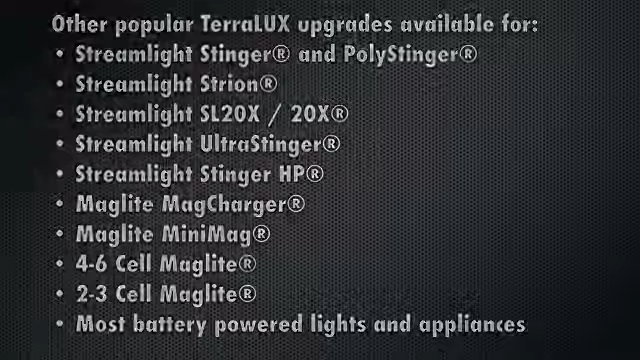 Other popular TerraLUX upgrades available for:
• Streamlight Stinger® and PolyStinger®
• Streamlight Strion®
• Streamlight SL20X / 20X®
• Streamlight UltraStinger®
• Streamlight Stinger HP®
• Maglite MagCharger®
• Maglite MiniMag®
• 4-6 Cell Maglite®
• 2-3 Cell Maglite®
• Most battery powered lights and appliances